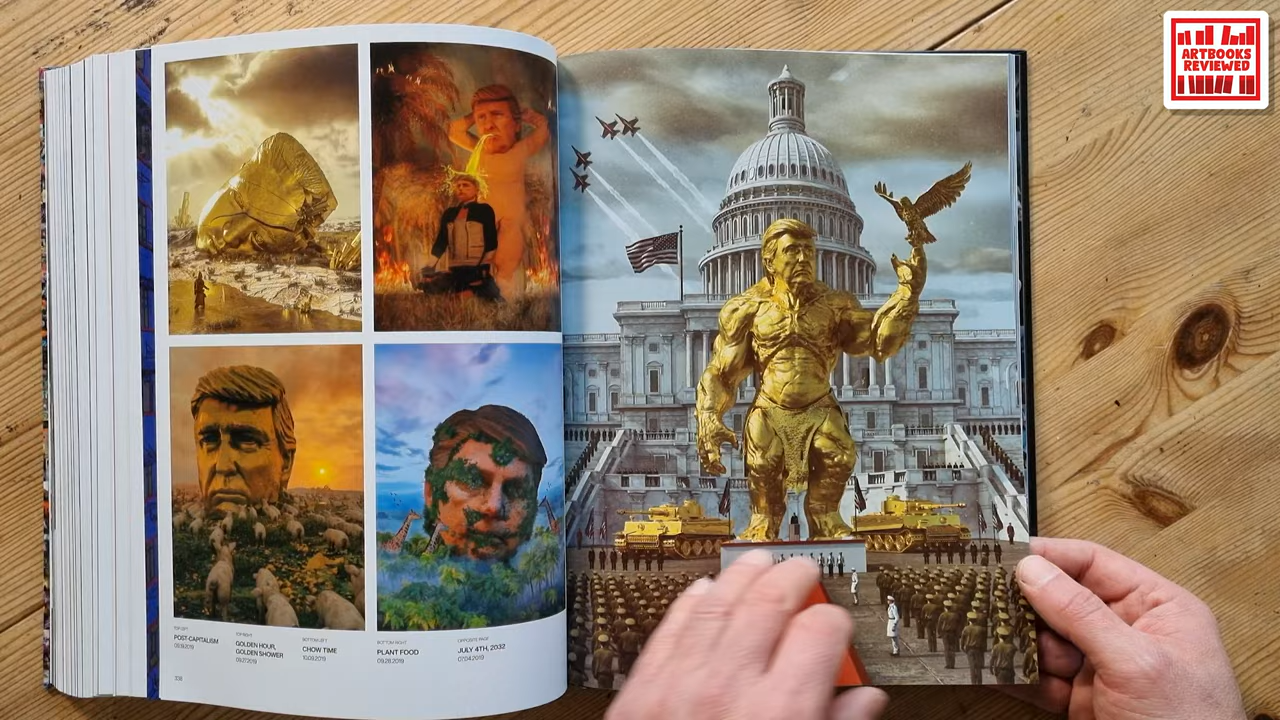 ARTBOOKS
REVIEWED
TOP LEFT
POST-CAPITALISM
09.19.2019
TOP RIGHT
GOLDEN HOUR,
GOLDEN SHOWER
09.27.2019
BOTTOM LEFT
CHOW TIME
10.09.2019
BOTTOM RIGHT
PLANT FOOD
09.26.2019
OPPOSITE PAGE
JULY 4TH, 2032
07.04.2019